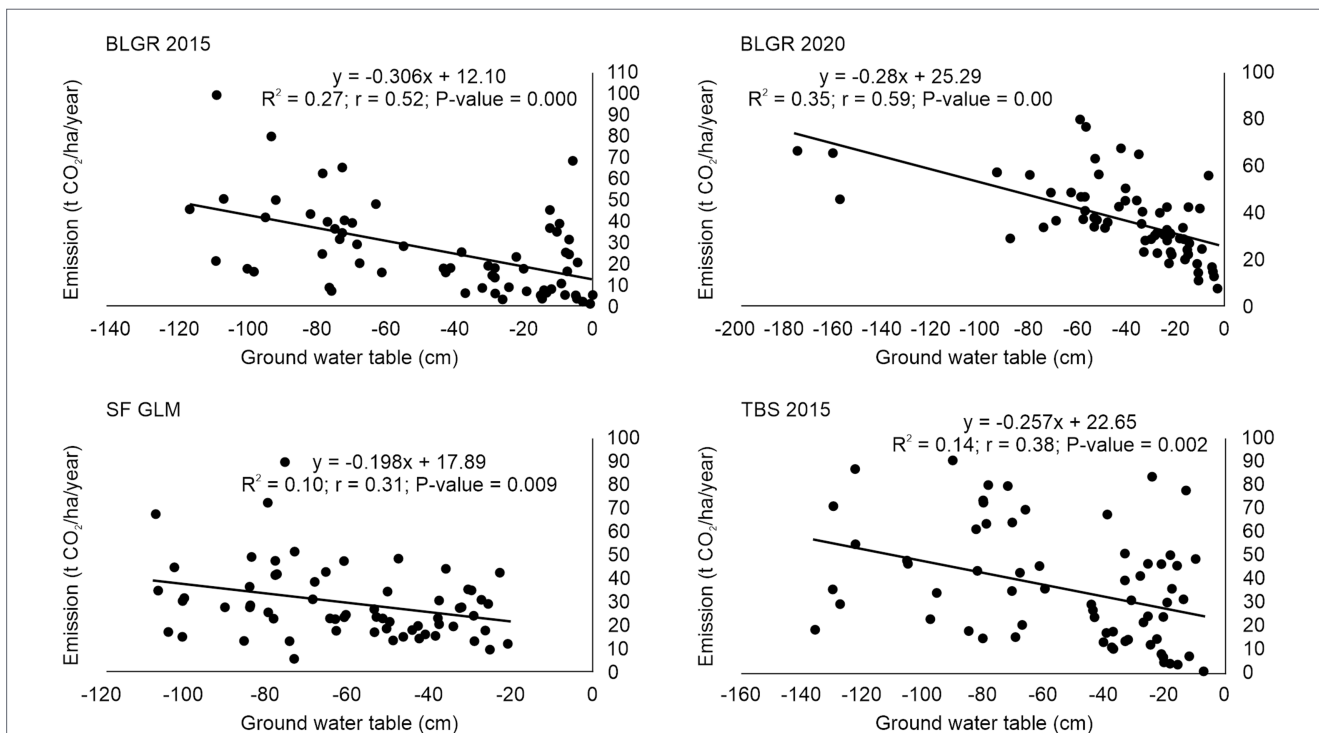 BLGR 2015
y = -0.306x + 12.10
R² = 0.27; r = 0.52; P-value = 0.000
110
100
90
80
70
60
50
40
30
20
10
0
Emission (t CO₂/ha/year)
-140 -120 -100 -80 -60 -40 -20 0
Ground water table (cm)
BLGR 2020
y = -0.28x + 25.29
R² = 0.35; r = 0.59; P-value = 0.00
100
80
60
40
20
0
Emission (t CO₂/ha/year)
-200 -180 -160 -140 -120 -100 -80 -60 -40 -20 0
Ground water table (cm)
SF GLM
y = -0.198x + 17.89
R² = 0.10; r = 0.31; P-value = 0.009
100
90
80
70
60
50
40
30
20
10
0
Emission (t CO₂/ha/year)
-120 -100 -80 -60 -40 -20 0
Ground water table (cm)
TBS 2015
y = -0.257x + 22.65
R² = 0.14; r = 0.38; P-value = 0.002
100
90
80
70
60
50
40
30
20
10
0
Emission (t CO₂/ha/year)
-160 -140 -120 -100 -80 -60 -40 -20 0
Ground water table (cm)